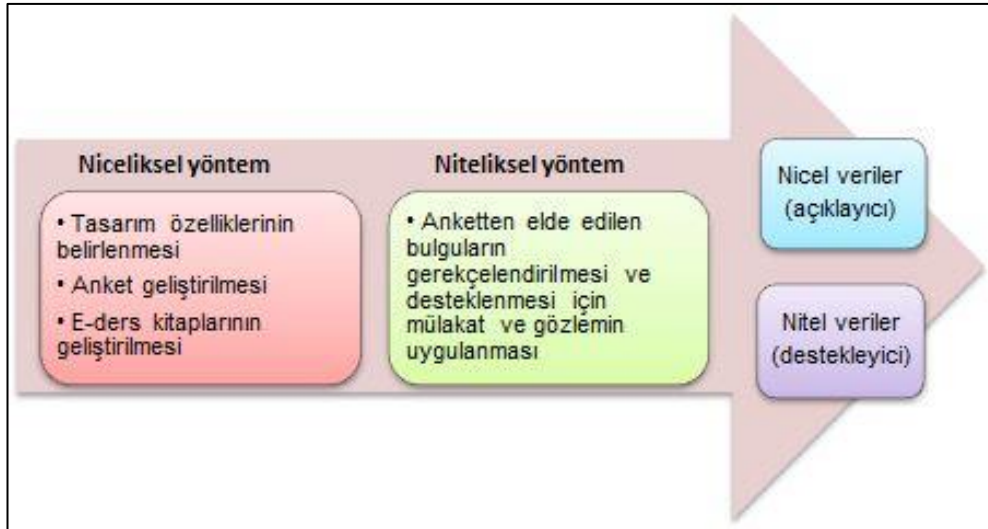 Niceliksel yöntem
• Tasarım özelliklerinin
belirlenmesi
• Anket geliştirilmesi
• E-ders kitaplarının
geliştirilmesi
Niteliksel yöntem
• Anketten elde edilen
bulguların
gerekçelendirilmesi ve
desteklenmesi için
mülakat ve gözlemin
uygulanması
Nicel veriler
(açıklayıcı)
Nitel veriler
(destekleyici)